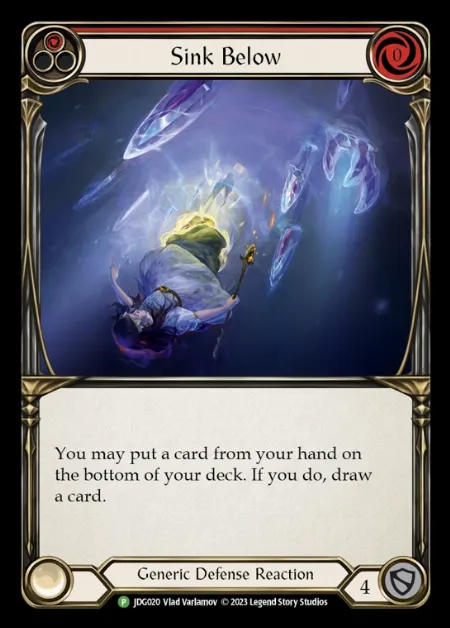 Sink Below
0
You may put a card from your hand on
the bottom of your deck. If you do, draw
a card.
Generic Defense Reaction
4
P JDG020 Vlad Varlamov © 2023 Legend Story Studios